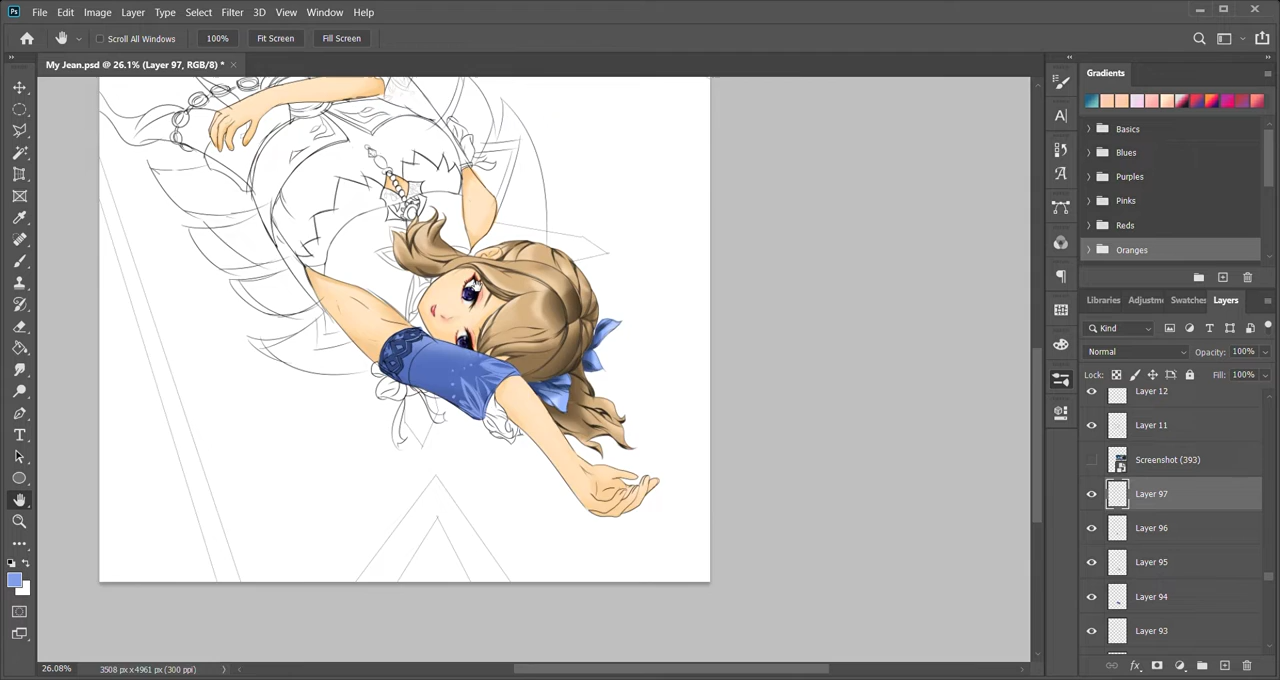 Ps File Edit Image Layer Type Select Filter 3D View Window Help
Scroll All Windows 100% Fit Screen Fill Screen
My Jean.psd @ 26.1% (Layer 97, RGB/8) *
Gradients
Basics
Blues
Purples
Pinks
Reds
Oranges
Libraries Adjustme Swatches Layers
Kind
Normal Opacity: 100%
Lock: Fill: 100%
Layer 12
Layer 11
Screenshot (393)
Layer 97
Layer 96
Layer 95
Layer 94
Layer 93
26.08% 3508 px x 4961 px (300 ppi)